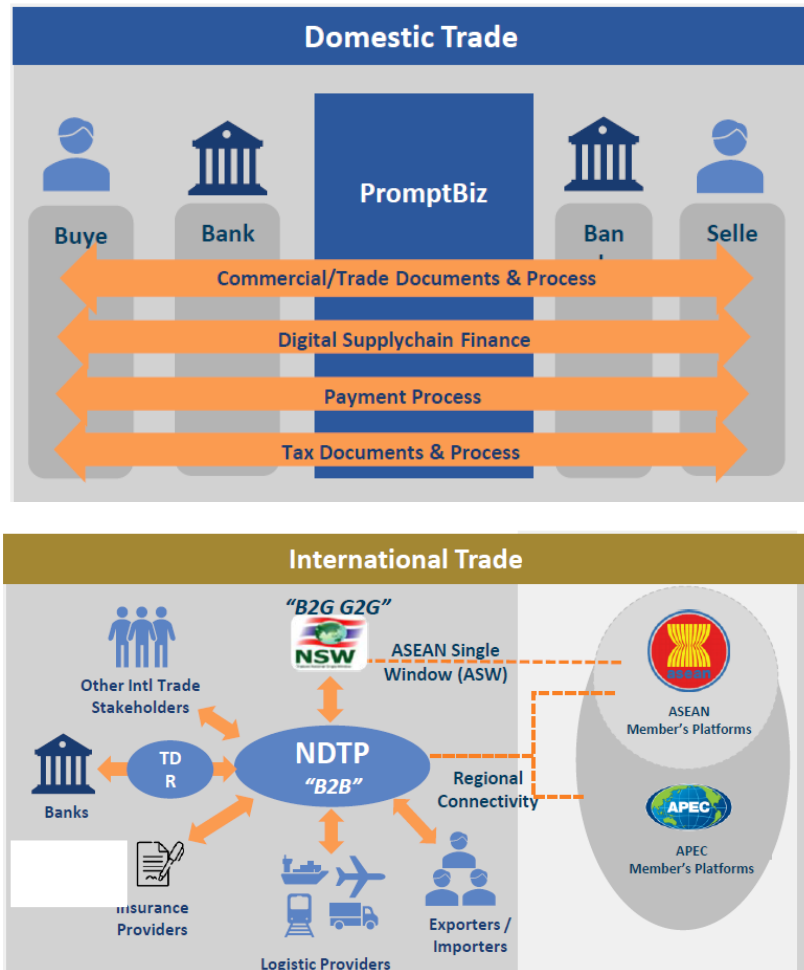 Domestic Trade
PromptBiz
Buye
Bank
Ban
Selle
Commercial/Trade Documents & Process
Digital Supplychain Finance
Payment Process
Tax Documents & Process
International Trade
“B2G G2G”
NSW
ASEAN Single
Window (ASW)
Other Intl Trade
Stakeholders
asean
ASEAN
Member’s Platforms
NDTP
“B2B”
TD
R
Banks
Regional
Connectivity
APEC
APEC
Member’s Platforms
Insurance
Providers
Logistic Providers
Exporters /
Importers